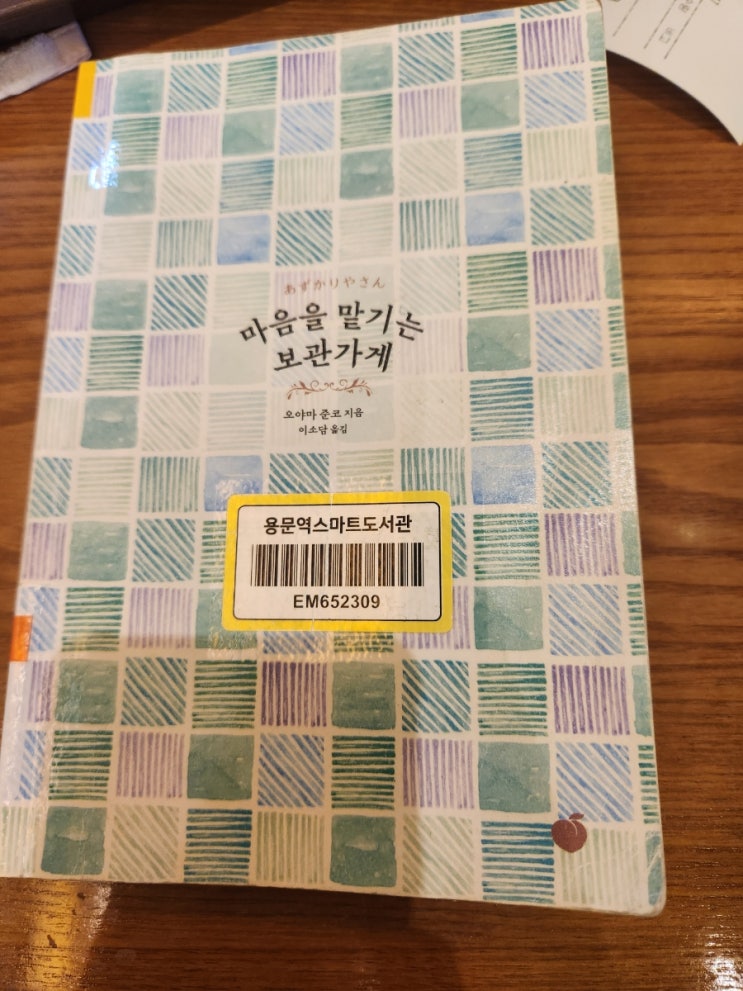 あずかりやさん
마음을 맡기는
보관가게
오야마 준코 지음
이소담 옮김
용문역스마트도서관
EM652309